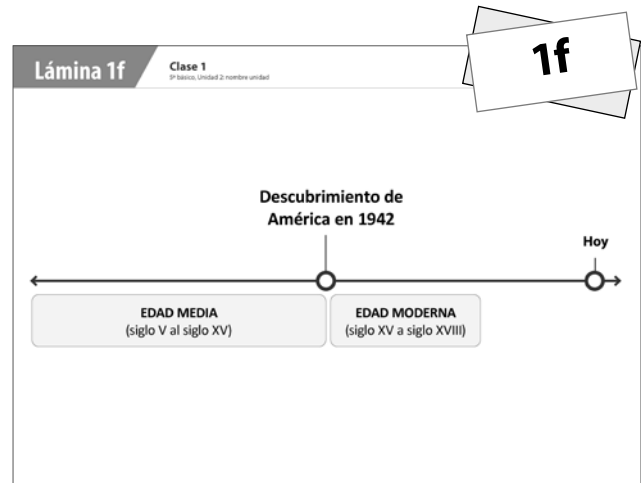 Lámina 1f
Clase 1
5º básico, Unidad 2: nombre unidad
1f
Descubrimiento de
América en 1942
Hoy
EDAD MEDIA
(siglo V al siglo XV)
EDAD MODERNA
(siglo XV a siglo XVIII)